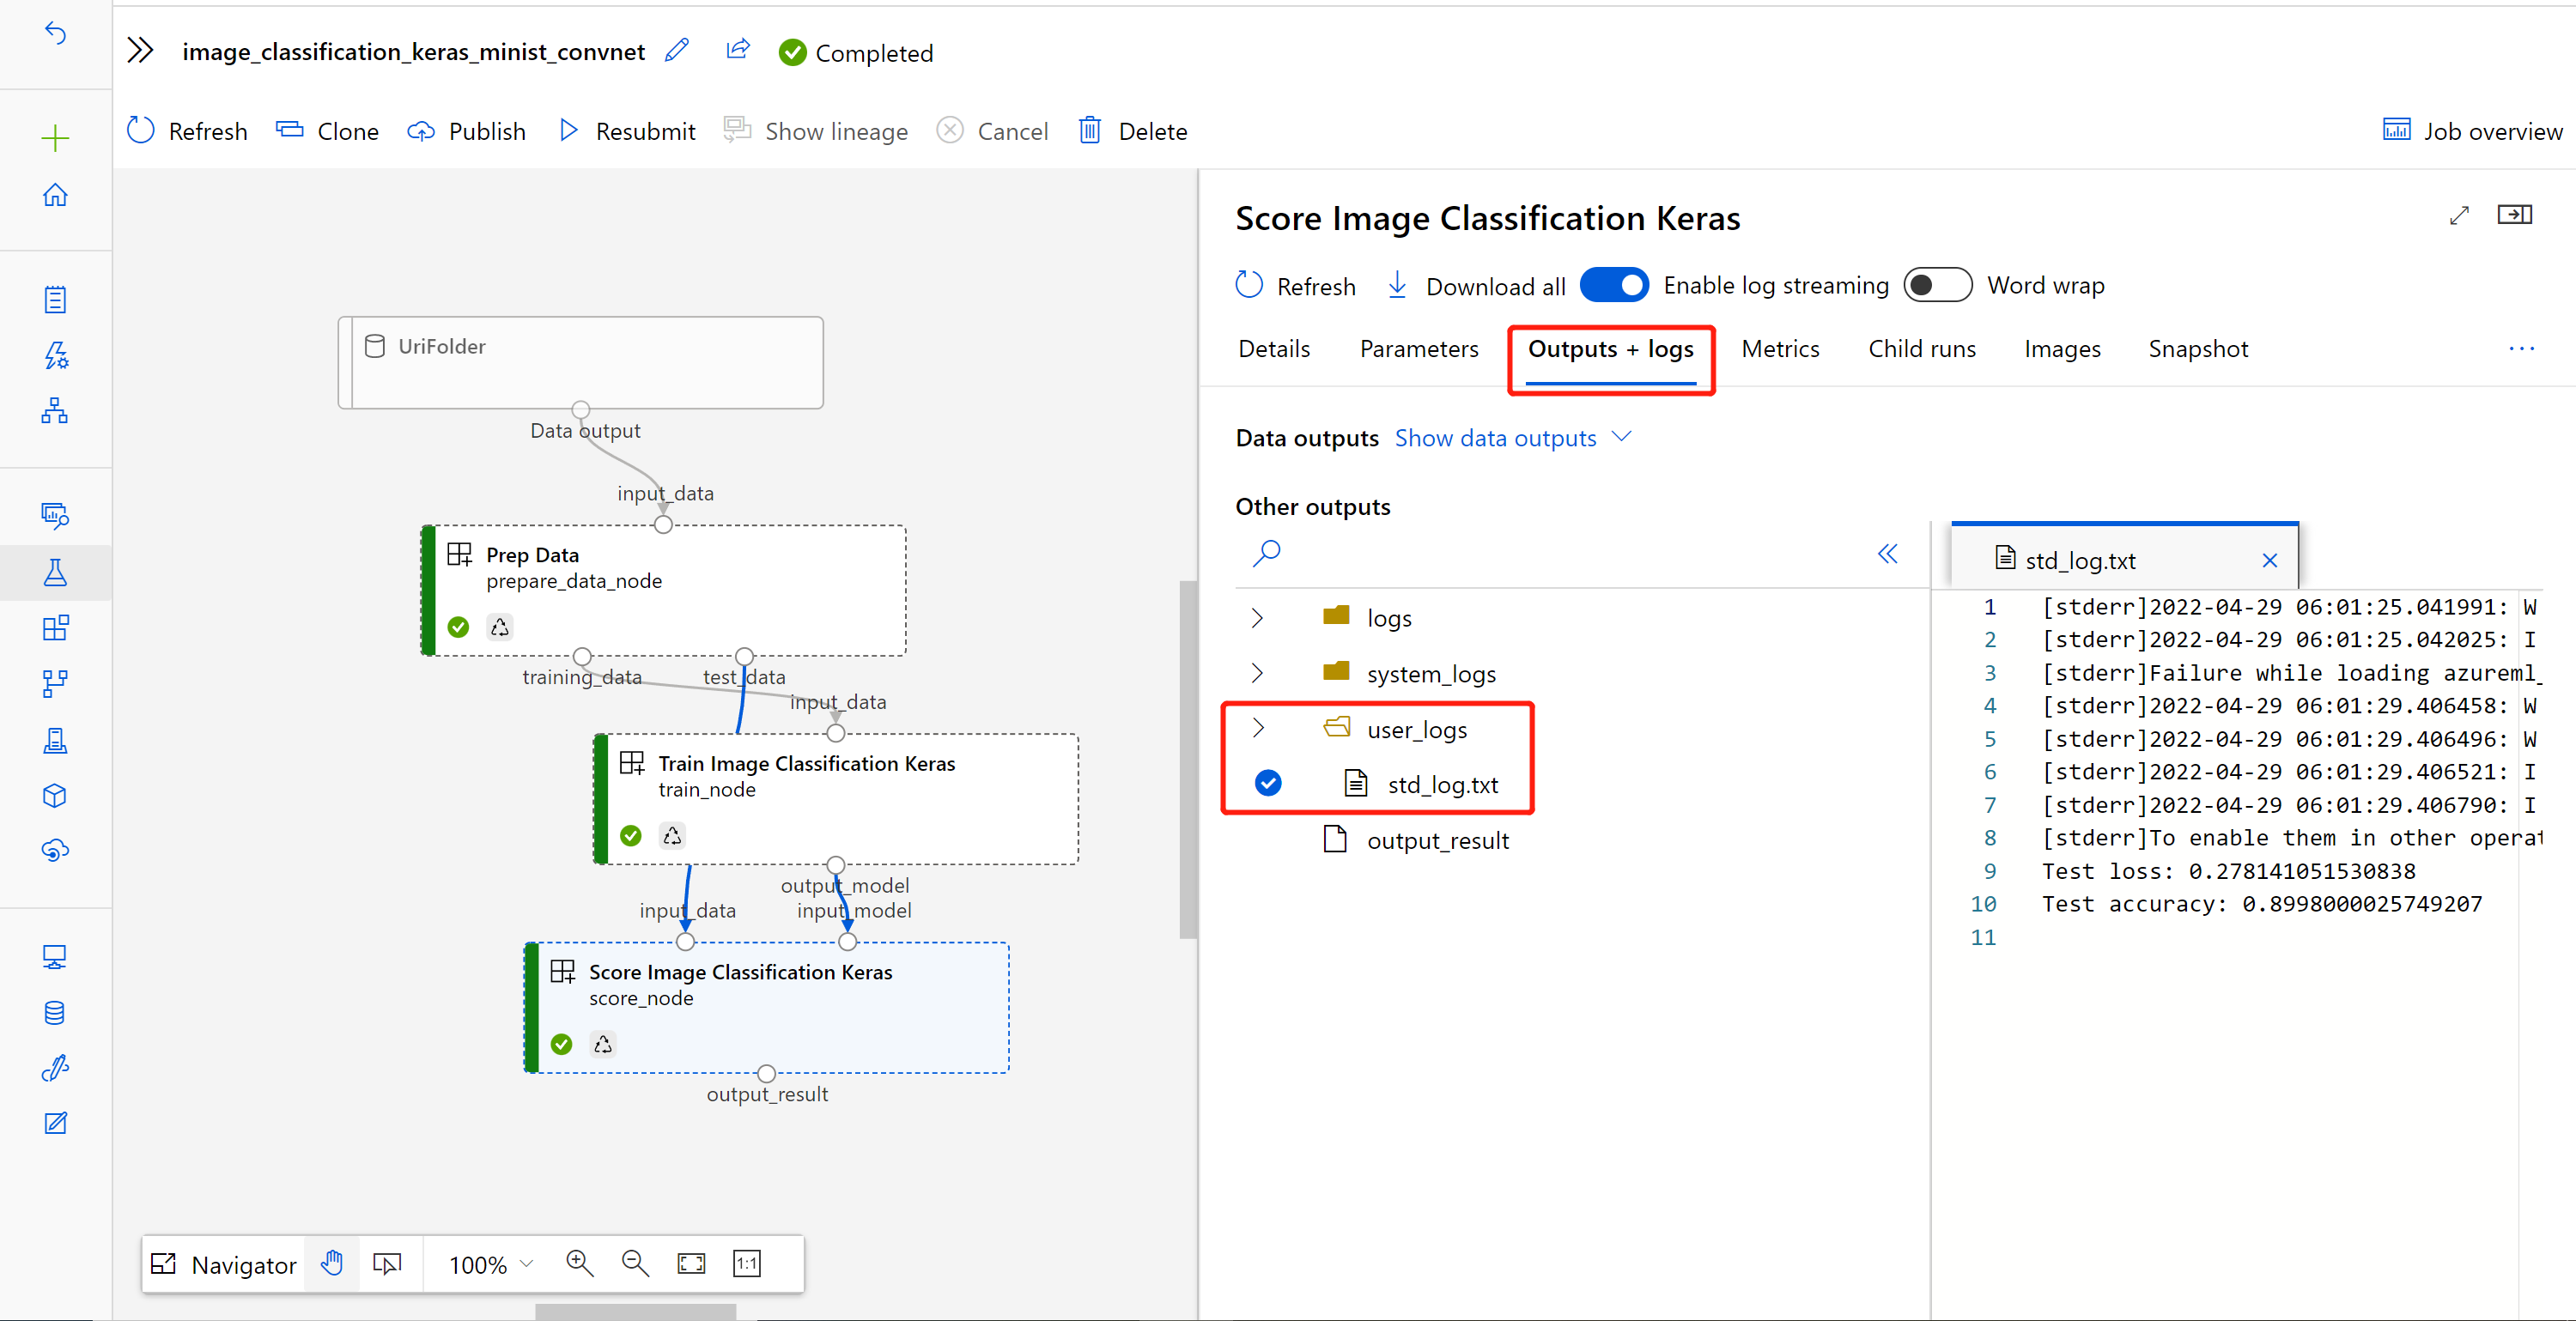 image_classification_keras_minist_convnet
Completed
Refresh
Clone
Publish
Resubmit
Show lineage
Cancel
Delete
Job overview
UriFolder
Data output
input_data
Prep Data
prepare_data_node
training_data
test_data
input_data
Train Image Classification Keras
train_node
output_model
input_data
input_model
Score Image Classification Keras
score_node
output_result
Navigator
100%
1:1
Score Image Classification Keras
Refresh
Download all
Enable log streaming
Word wrap
Details
Parameters
Outputs + logs
Metrics
Child runs
Images
Snapshot
Data outputs Show data outputs
Other outputs
logs
system_logs
user_logs
std_log.txt
output_result
std_log.txt
1 [stderr]2022-04-29 06:01:25.041991: W
2 [stderr]2022-04-29 06:01:25.042025: I
3 [stderr]Failure while loading azureml_
4 [stderr]2022-04-29 06:01:29.406458: W
5 [stderr]2022-04-29 06:01:29.406496: W
6 [stderr]2022-04-29 06:01:29.406521: I
7 [stderr]2022-04-29 06:01:29.406790: I
8 [stderr]To enable them in other operat
9 Test loss: 0.278141051530838
10 Test accuracy: 0.8998000025749207
11